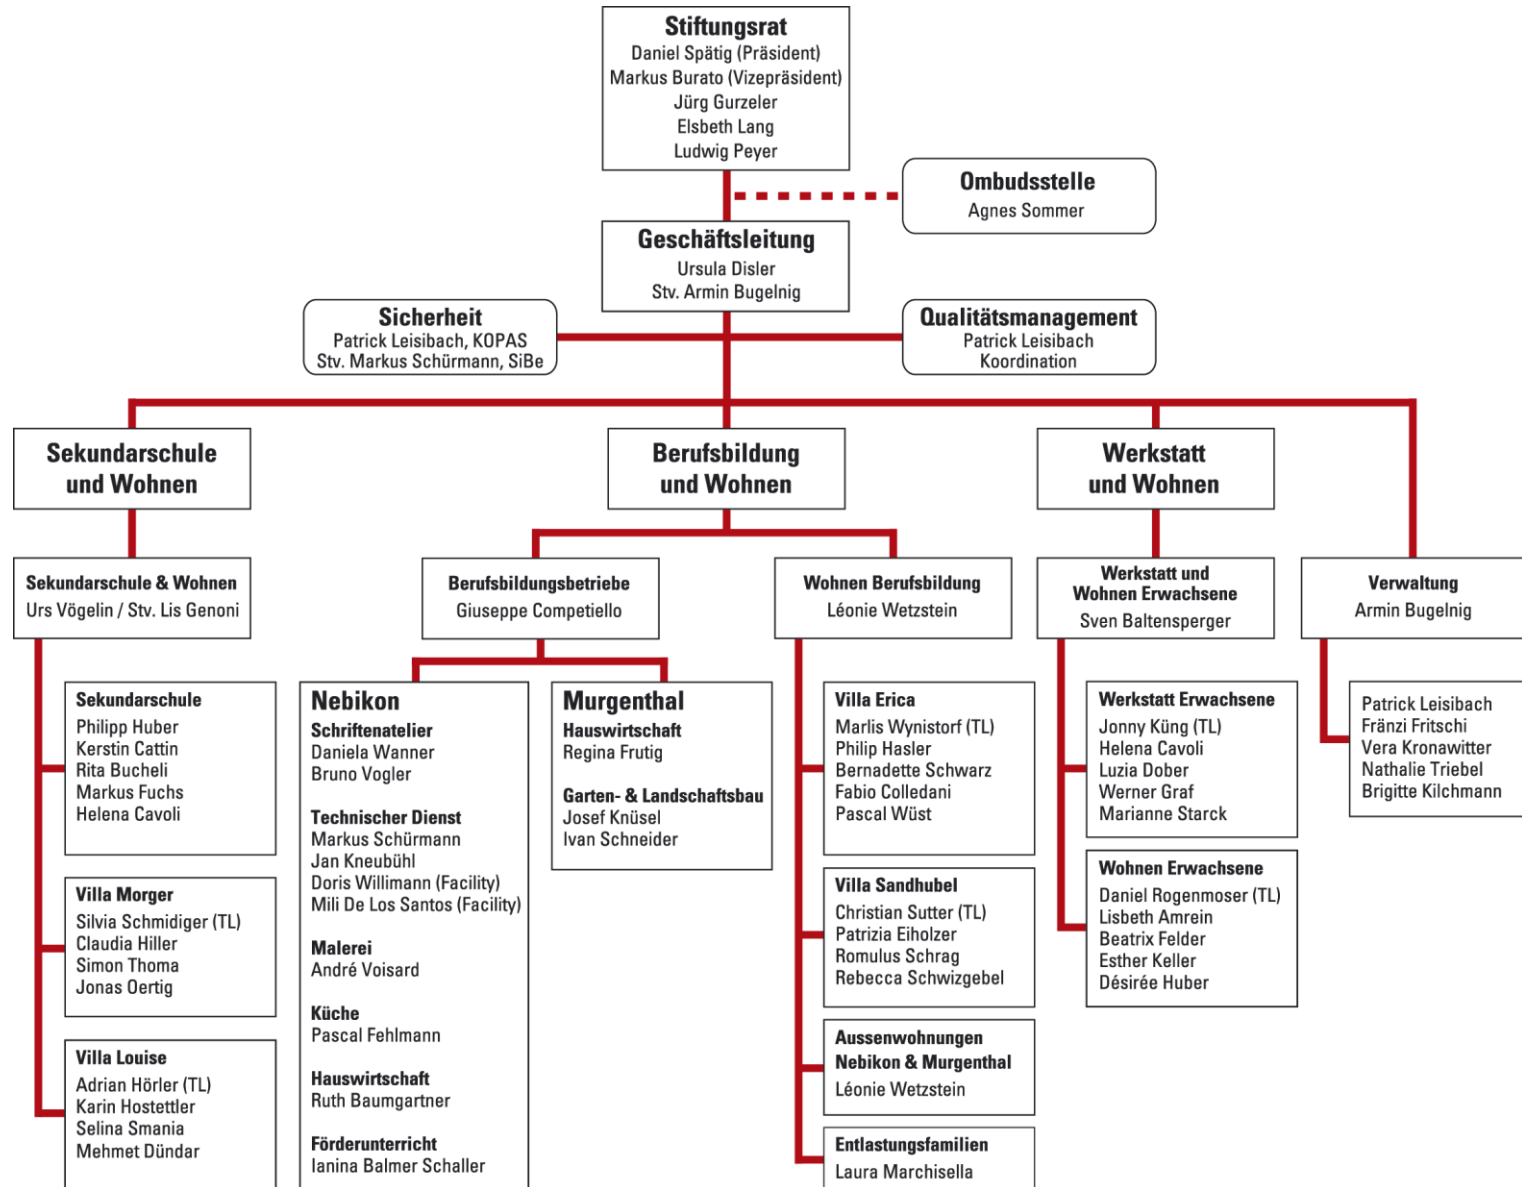 Stiftungsrat
Daniel Spätig (Präsident)
Markus Burato (Vizepräsident)
Jürg Gurzeler
Elsbeth Lang
Ludwig Peyer
Ombudsstelle
Agnes Sommer
Geschäftsleitung
Ursula Disler
Stv. Armin Bugelnig
Sicherheit
Patrick Leisibach, KOPAS
Stv. Markus Schürmann, SiBe
Qualitätsmanagement
Patrick Leisibach
Koordination
Sekundarschule
und Wohnen
Berufsbildung
und Wohnen
Werkstatt
und Wohnen
Sekundarschule & Wohnen
Urs Vögelin / Stv. Lis Genoni
Berufsbildungsbetriebe
Giuseppe Competiello
Wohnen Berufsbildung
Léonie Wetzstein
Werkstatt und
Wohnen Erwachsene
Sven Baltensperger
Verwaltung
Armin Bugelnig
Sekundarschule
Philipp Huber
Kerstin Cattin
Rita Bucheli
Markus Fuchs
Helena Cavoli
Villa Morger
Silvia Schmidiger (TL)
Claudia Hiller
Simon Thoma
Jonas Oertig
Villa Louise
Adrian Hörler (TL)
Karin Hostettler
Selina Smania
Mehmet Dündar
Nebikon
Schriftenatelier
Daniela Wanner
Bruno Vogler
Technischer Dienst
Markus Schürmann
Jan Kneubühl
Doris Willimann (Facility)
Mili De Los Santos (Facility)
Malerei
André Voisard
Küche
Pascal Fehlmann
Hauswirtschaft
Ruth Baumgartner
Förderunterricht
Ianina Balmer Schaller
Murgenthal
Hauswirtschaft
Regina Frutig
Garten- & Landschaftsbau
Josef Knüsel
Ivan Schneider
Villa Erica
Marlis Wynistorf (TL)
Philip Hasler
Bernadette Schwarz
Fabio Colledani
Pascal Wüst
Villa Sandhubel
Christian Sutter (TL)
Patrizia Eiholzer
Romulus Schrag
Rebecca Schwizgebel
Aussenwohnungen
Nebikon & Murgenthal
Léonie Wetzstein
Entlastungsfamilien
Laura Marchisella
Werkstatt Erwachsene
Jonny Küng (TL)
Helena Cavoli
Luzia Dober
Werner Graf
Marianne Starck
Wohnen Erwachsene
Daniel Rogenmoser (TL)
Lisbeth Amrein
Beatrix Felder
Esther Keller
Désirée Huber
Patrick Leisibach
Fränzi Fritschi
Vera Kronawitter
Nathalie Triebel
Brigitte Kilchmann